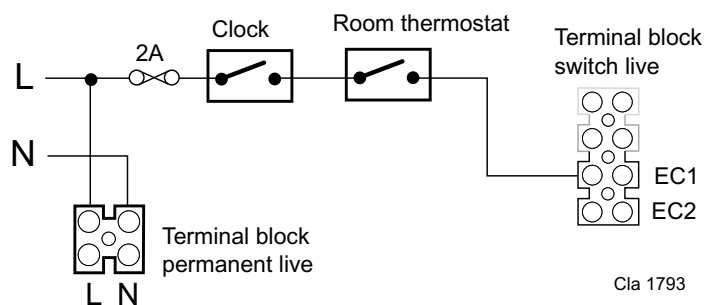 Clock
Room thermostat
2A
L
N
Terminal block
switch live
EC1
EC2
Terminal block
permanent live
L N
Cla 1793